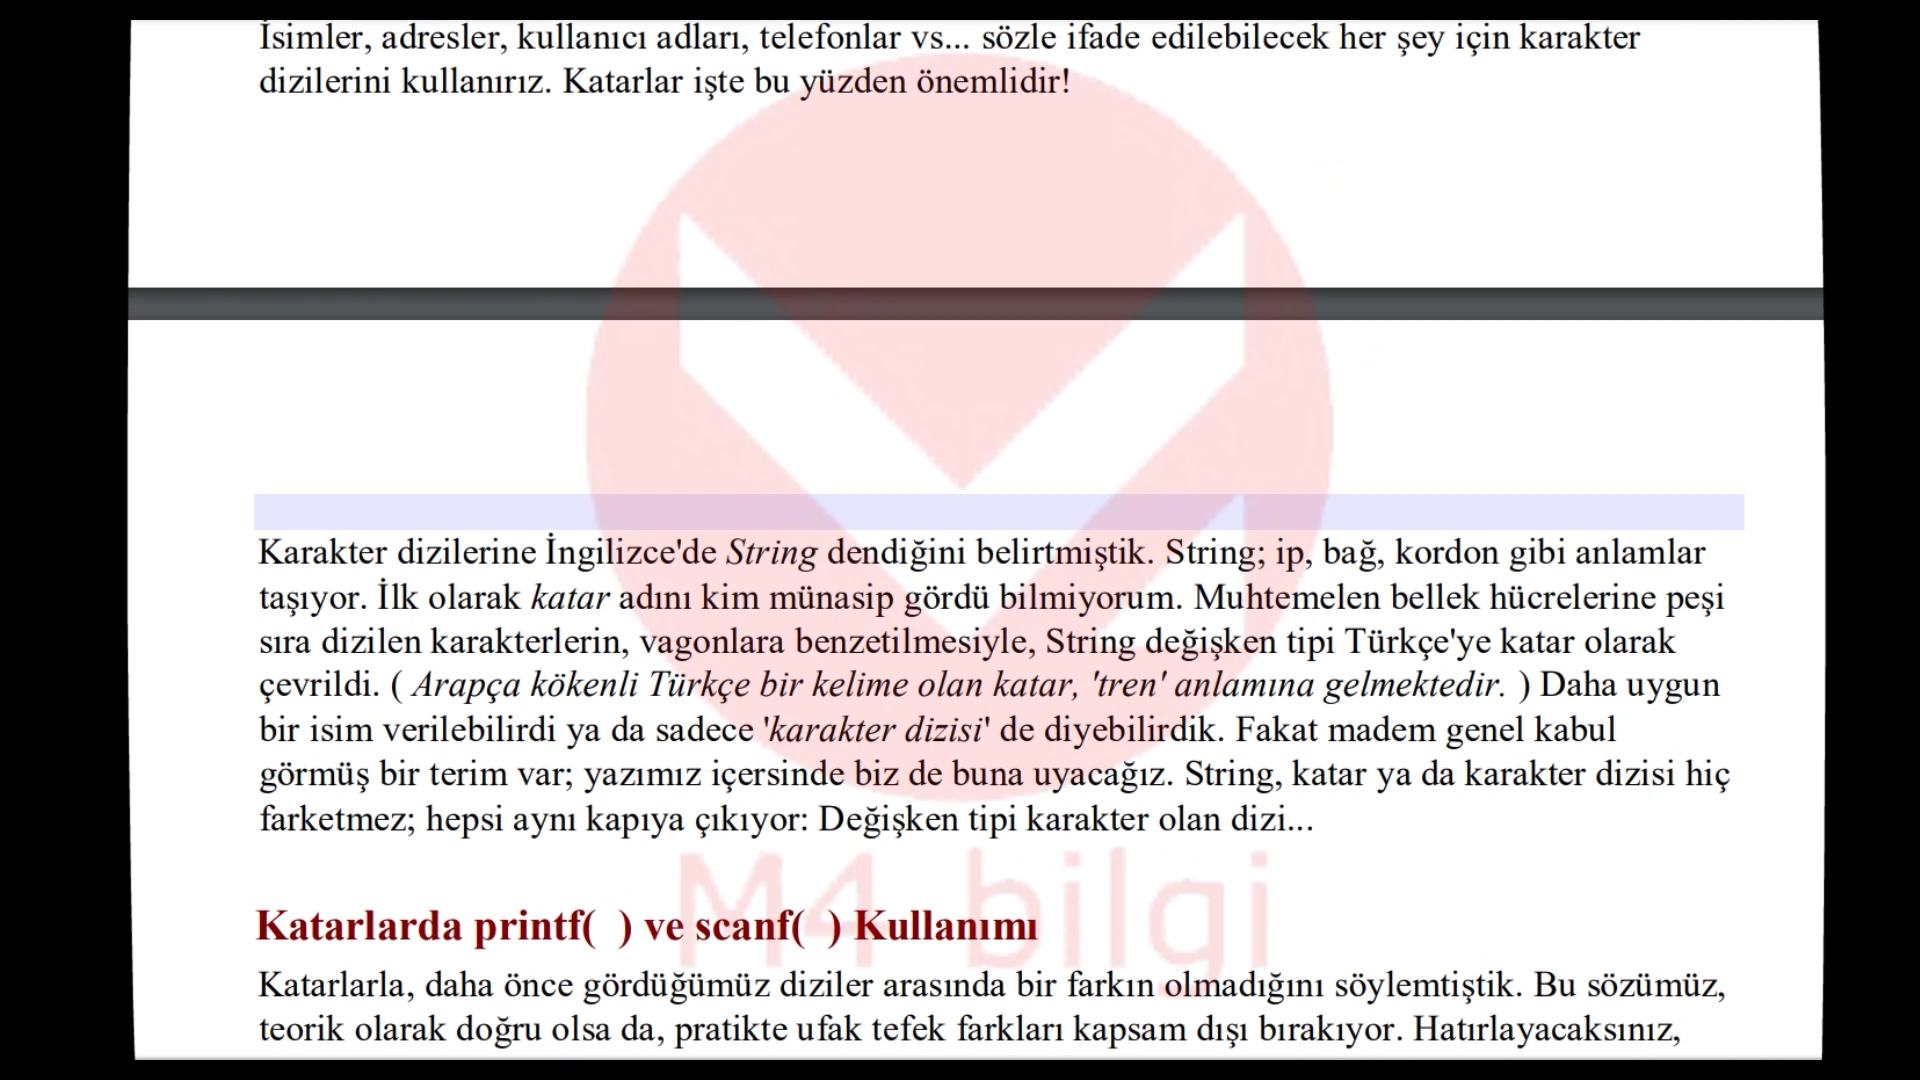 İsimler, adresler, kullanıcı adları, telefonlar vs... sözle ifade edilebilecek her şey için karakter
dizilerini kullanırız. Katarlar işte bu yüzden önemlidir!
Karakter dizilerine İngilizce'de String dendiğini belirtmiştik. String; ip, bağ, kordon gibi anlamlar
taşıyor. İlk olarak katar adını kim münasip gördü bilmiyorum. Muhtemelen bellek hücrelerine peşi
sıra dizilen karakterlerin, vagonlara benzetilmesiyle, String değişken tipi Türkçe'ye katar olarak
çevrildi. ( Arapça kökenli Türkçe bir kelime olan katar, 'tren' anlamına gelmektedir. ) Daha uygun
bir isim verilebilirdi ya da sadece 'karakter dizisi' de diyebilirdik. Fakat madem genel kabul
görmüş bir terim var; yazımız içersinde biz de buna uyacağız. String, katar ya da karakter dizisi hiç
farketmez; hepsi aynı kapıya çıkıyor: Değişken tipi karakter olan dizi...
M4 bilgi
Katarlarda printf(  ) ve scanf(  ) Kullanımı
Katarlarla, daha önce gördüğümüz diziler arasında bir farkın olmadığını söylemtiştik. Bu sözümüz,
teorik olarak doğru olsa da, pratikte ufak tefek farkları kapsam dışı bırakıyor. Hatırlayacaksınız,